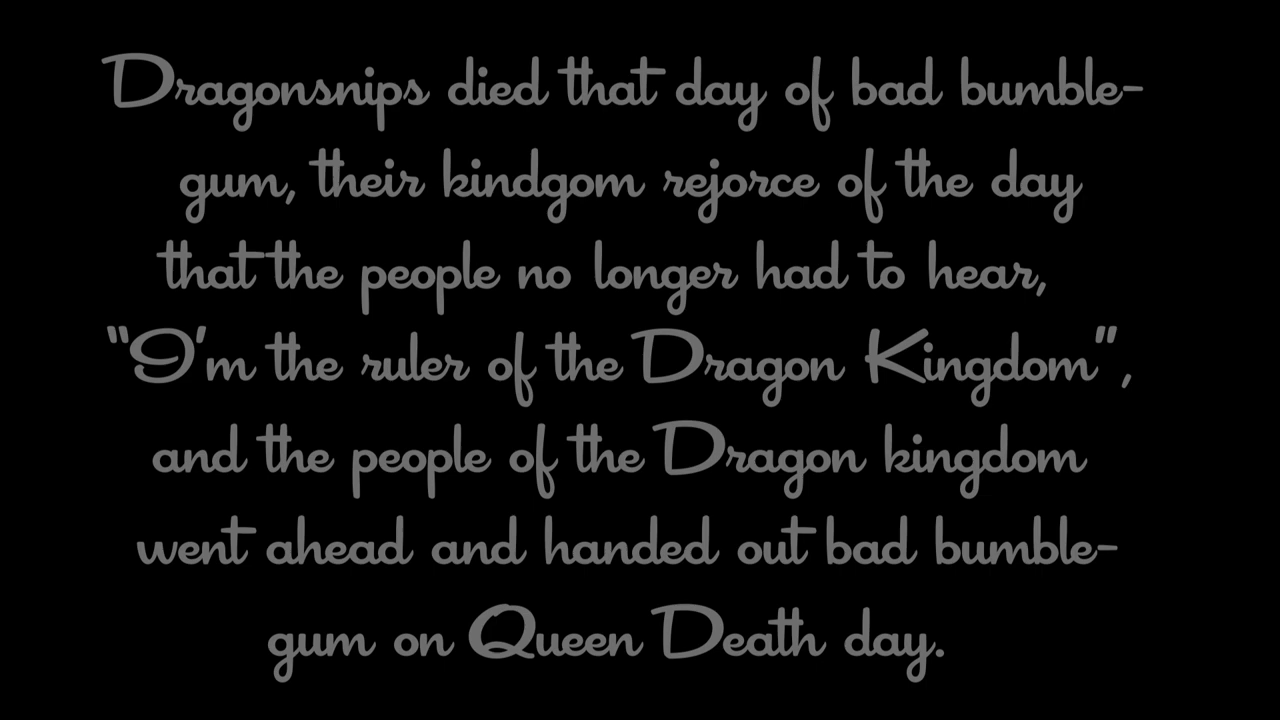 Dragonsnips died that day of bad bumble-
gum, their kindgom rejorce of the day
that the people no longer had to hear,
"I'm the ruler of the Dragon Kingdom",
and the people of the Dragon kingdom
went ahead and handed out bad bumble-
gum on Queen Death day.